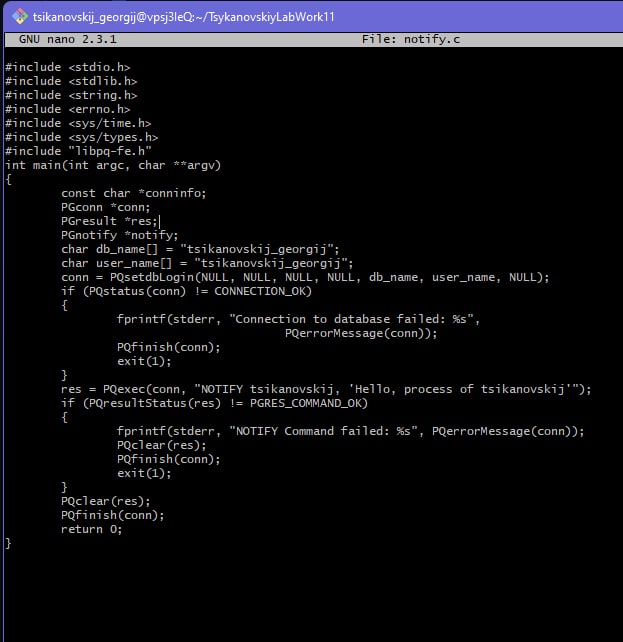 tsikanovskij_georgij@vpsj3leQ:~/TsykanovskiyLabWork11
GNU nano 2.3.1 File: notify.c
#include <stdio.h>
#include <stdlib.h>
#include <string.h>
#include <errno.h>
#include <sys/time.h>
#include <sys/types.h>
#include "libpq-fe.h"
int main(int argc, char **argv)
{
        const char *conninfo;
        PGconn *conn;
        PGresult *res;
        PGnotify *notify;
        char db_name[] = "tsikanovskij_georgij";
        char user_name[] = "tsikanovskij_georgij";
        conn = PQsetdbLogin(NULL, NULL, NULL, NULL, db_name, user_name, NULL);
        if (PQstatus(conn) != CONNECTION_OK)
        {
                fprintf(stderr, "Connection to database failed: %s",
                                        PQerrorMessage(conn));
                PQfinish(conn);
                exit(1);
        }
        res = PQexec(conn, "NOTIFY tsikanovskij, 'Hello, process of tsikanovskij'");
        if (PQresultStatus(res) != PGRES_COMMAND_OK)
        {
                fprintf(stderr, "NOTIFY Command failed: %s", PQerrorMessage(conn));
                PQclear(res);
                PQfinish(conn);
                exit(1);
        }
        PQclear(res);
        PQfinish(conn);
        return 0;
}